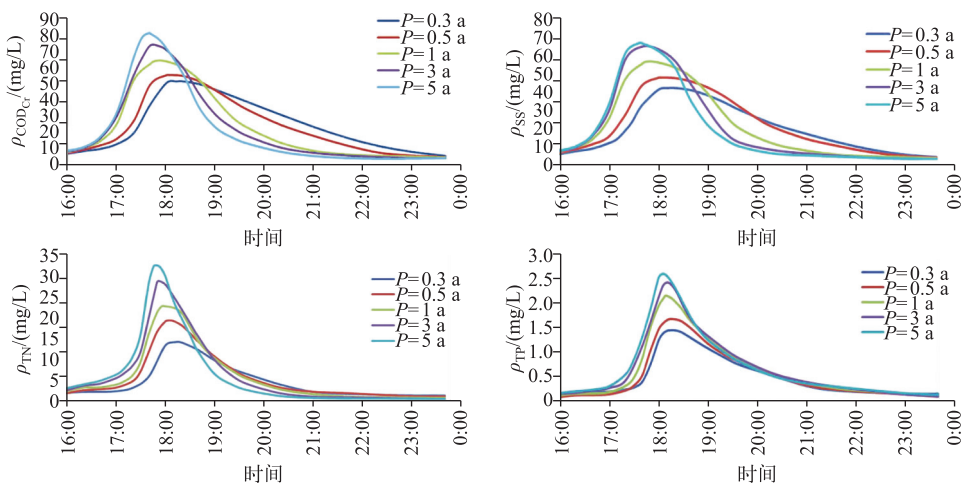 90
80
70
60
50
40
30
20
10
0
ρCODCr/(mg/L)
P=0.3 a
P=0.5 a
P=1 a
P=3 a
P=5 a
16:00 17:00 18:00 19:00 20:00 21:00 22:00 23:00 0:00
时间
90
80
70
60
50
40
30
20
70
0
ρSS/(mg/L)
P=0.3 a
P=0.5 a
P=1 a
P=3 a
P=5 a
16:00 17:00 18:00 19:00 20:00 21:00 22:00 23:00 0:00
时间
35
30
25
20
15
10
5
0
ρTN/(mg/L)
P=0.3 a
P=0.5 a
P=1 a
P=3 a
P=5 a
16:00 17:00 18:00 19:00 20:00 21:00 22:00 23:00 0:00
时间
3.0
2.5
2.0
1.5
1.0
0.5
0
ρTP/(mg/L)
P=0.3 a
P=0.5 a
P=1 a
P=3 a
P=5 a
16:00 17:00 18:00 19:00 20:00 21:00 22:00 23:00 0:00
时间